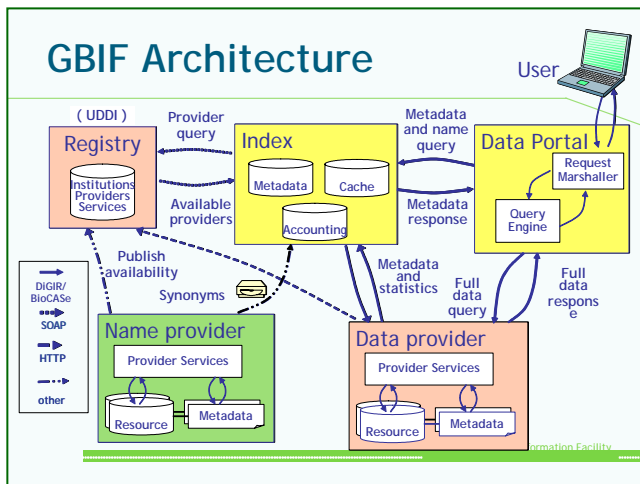 GBIF Architecture
User
( UDDI )
Registry
Institutions
Providers
Services
Provider
query
Available
providers
Index
Metadata
Cache
Accounting
Metadata
and name
query
Metadata
response
Data Portal
Request
Marshaller
Query
Engine
Publish
availability
Synonyms
Metadata
and
statistics
Full
data
query
Full
data
respons
e
DiGIR/
BioCASe
SOAP
HTTP
other
Name provider
Provider Services
Resource
Metadata
Data provider
Provider Services
Resource
Metadata
ormation Facility